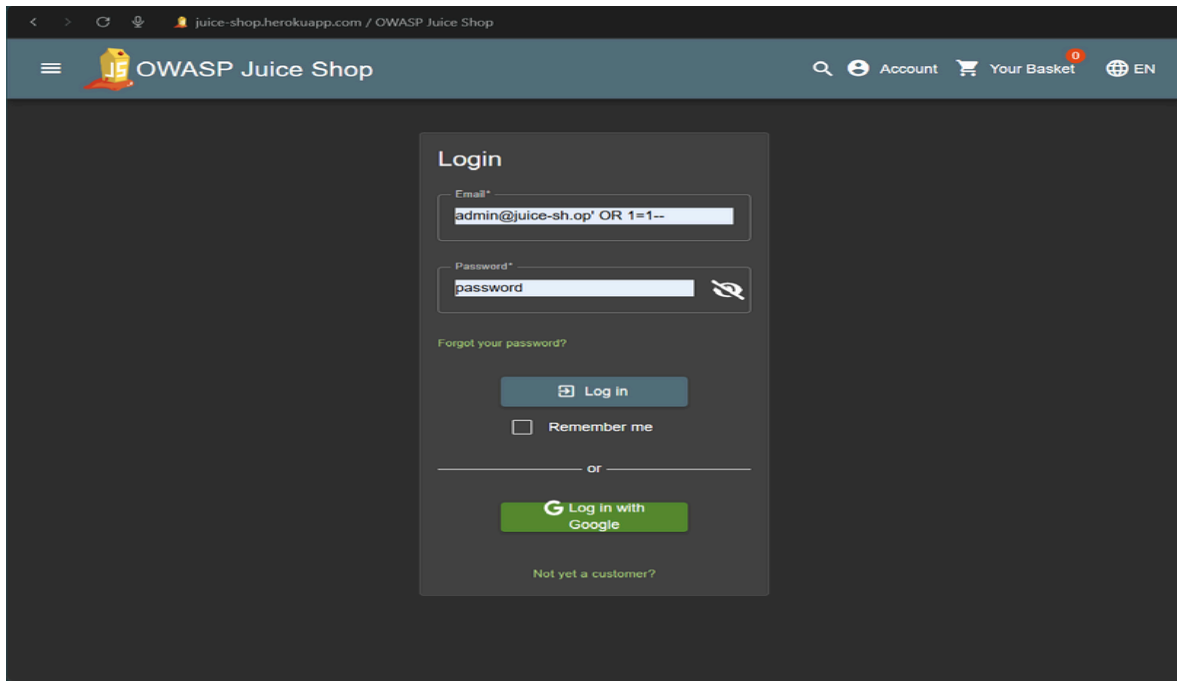 juice-shop.herokuapp.com / OWASP Juice Shop
OWASP Juice Shop
Account
0
Your Basket
EN
Login
Email*
admin@juice-sh.op' OR 1=1--
Password*
password
Forgot your password?
Log in
Remember me
or
G Log in with
Google
Not yet a customer?